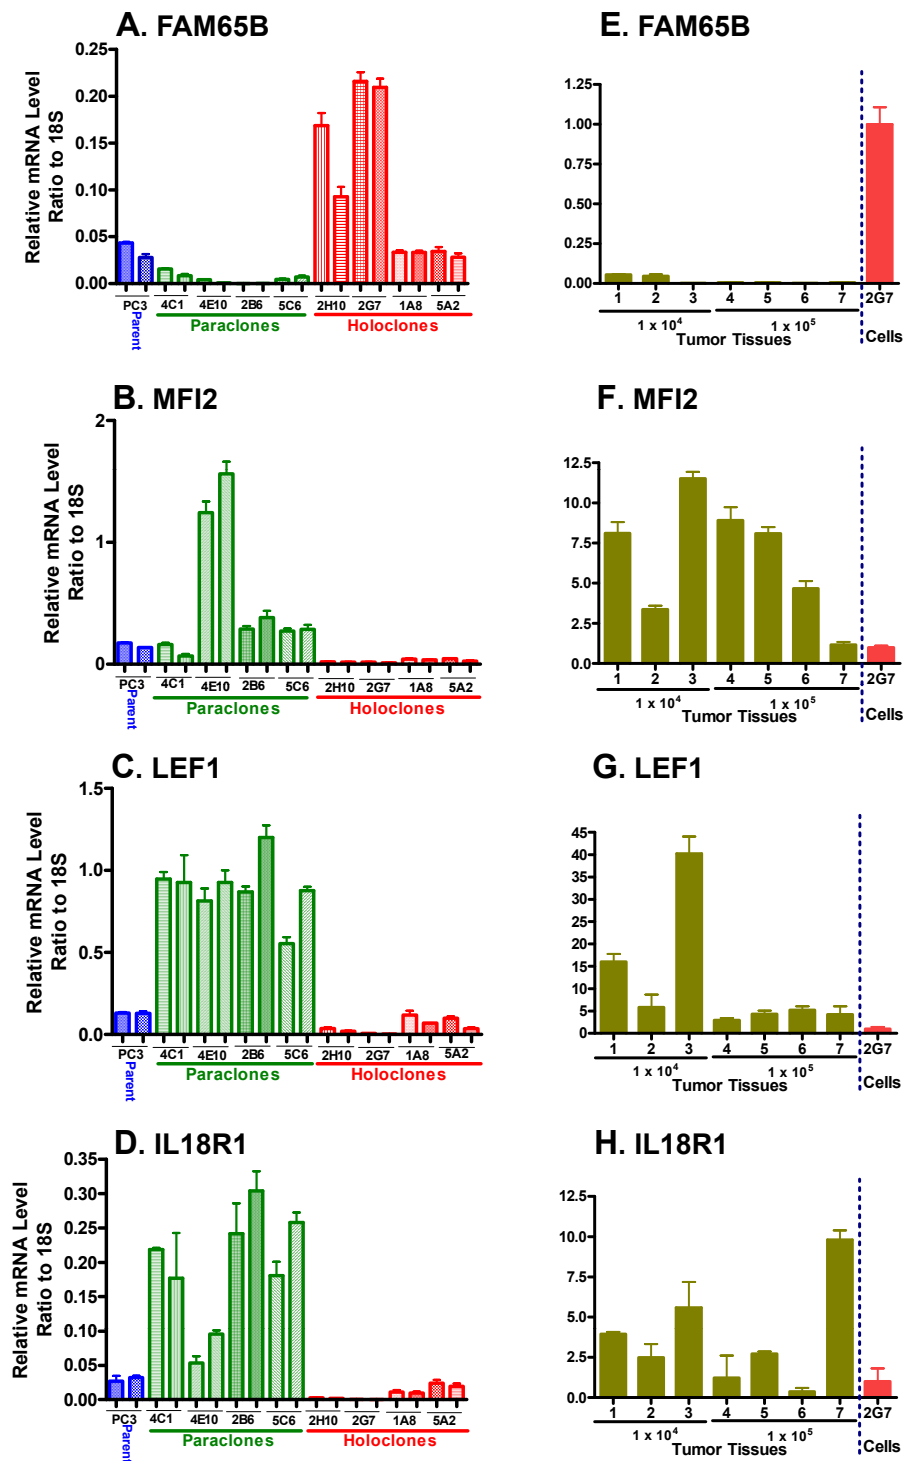 A. FAM65B
Relative mRNA Level
Ratio to 18S
0.25
0.20
0.15
0.10
0.05
0.00
PC3 4C1 4E10 2B6 5C6 2H10 2G7 1A8 5A2
Parent
Paraclones Holoclones
E. FAM65B
1.25
1.00
0.75
0.50
0.25
0.00
1 2 3 4 5 6 7 2G7
1 x 10⁴ 1 x 10⁵
Tumor Tissues Cells
B. MFI2
Relative mRNA Level
Ratio to 18S
2
1
0
PC3 4C1 4E10 2B6 5C6 2H10 2G7 1A8 5A2
Parent
Paraclones Holoclones
F. MFI2
12.5
10.0
7.5
5.0
2.5
0.0
1 2 3 4 5 6 7 2G7
1 x 10⁴ 1 x 10⁵
Tumor Tissues Cells
C. LEF1
Relative mRNA Level
Ratio to 18S
1.5
1.0
0.5
0.0
PC3 4C1 4E10 2B6 5C6 2H10 2G7 1A8 5A2
Parent
Paraclones Holoclones
G. LEF1
45
40
35
30
25
20
15
10
5
0
1 2 3 4 5 6 7 2G7
1 x 10⁴ 1 x 10⁵
Tumor Tissues Cells
D. IL18R1
Relative mRNA Level
Ratio to 18S
0.35
0.30
0.25
0.20
0.15
0.10
0.05
0.00
PC3 4C1 4E10 2B6 5C6 2H10 2G7 1A8 5A2
Parent
Paraclones Holoclones
H. IL18R1
12.5
10.0
7.5
5.0
2.5
0.0
1 2 3 4 5 6 7 2G7
1 x 10⁴ 1 x 10⁵
Tumor Tissues Cells